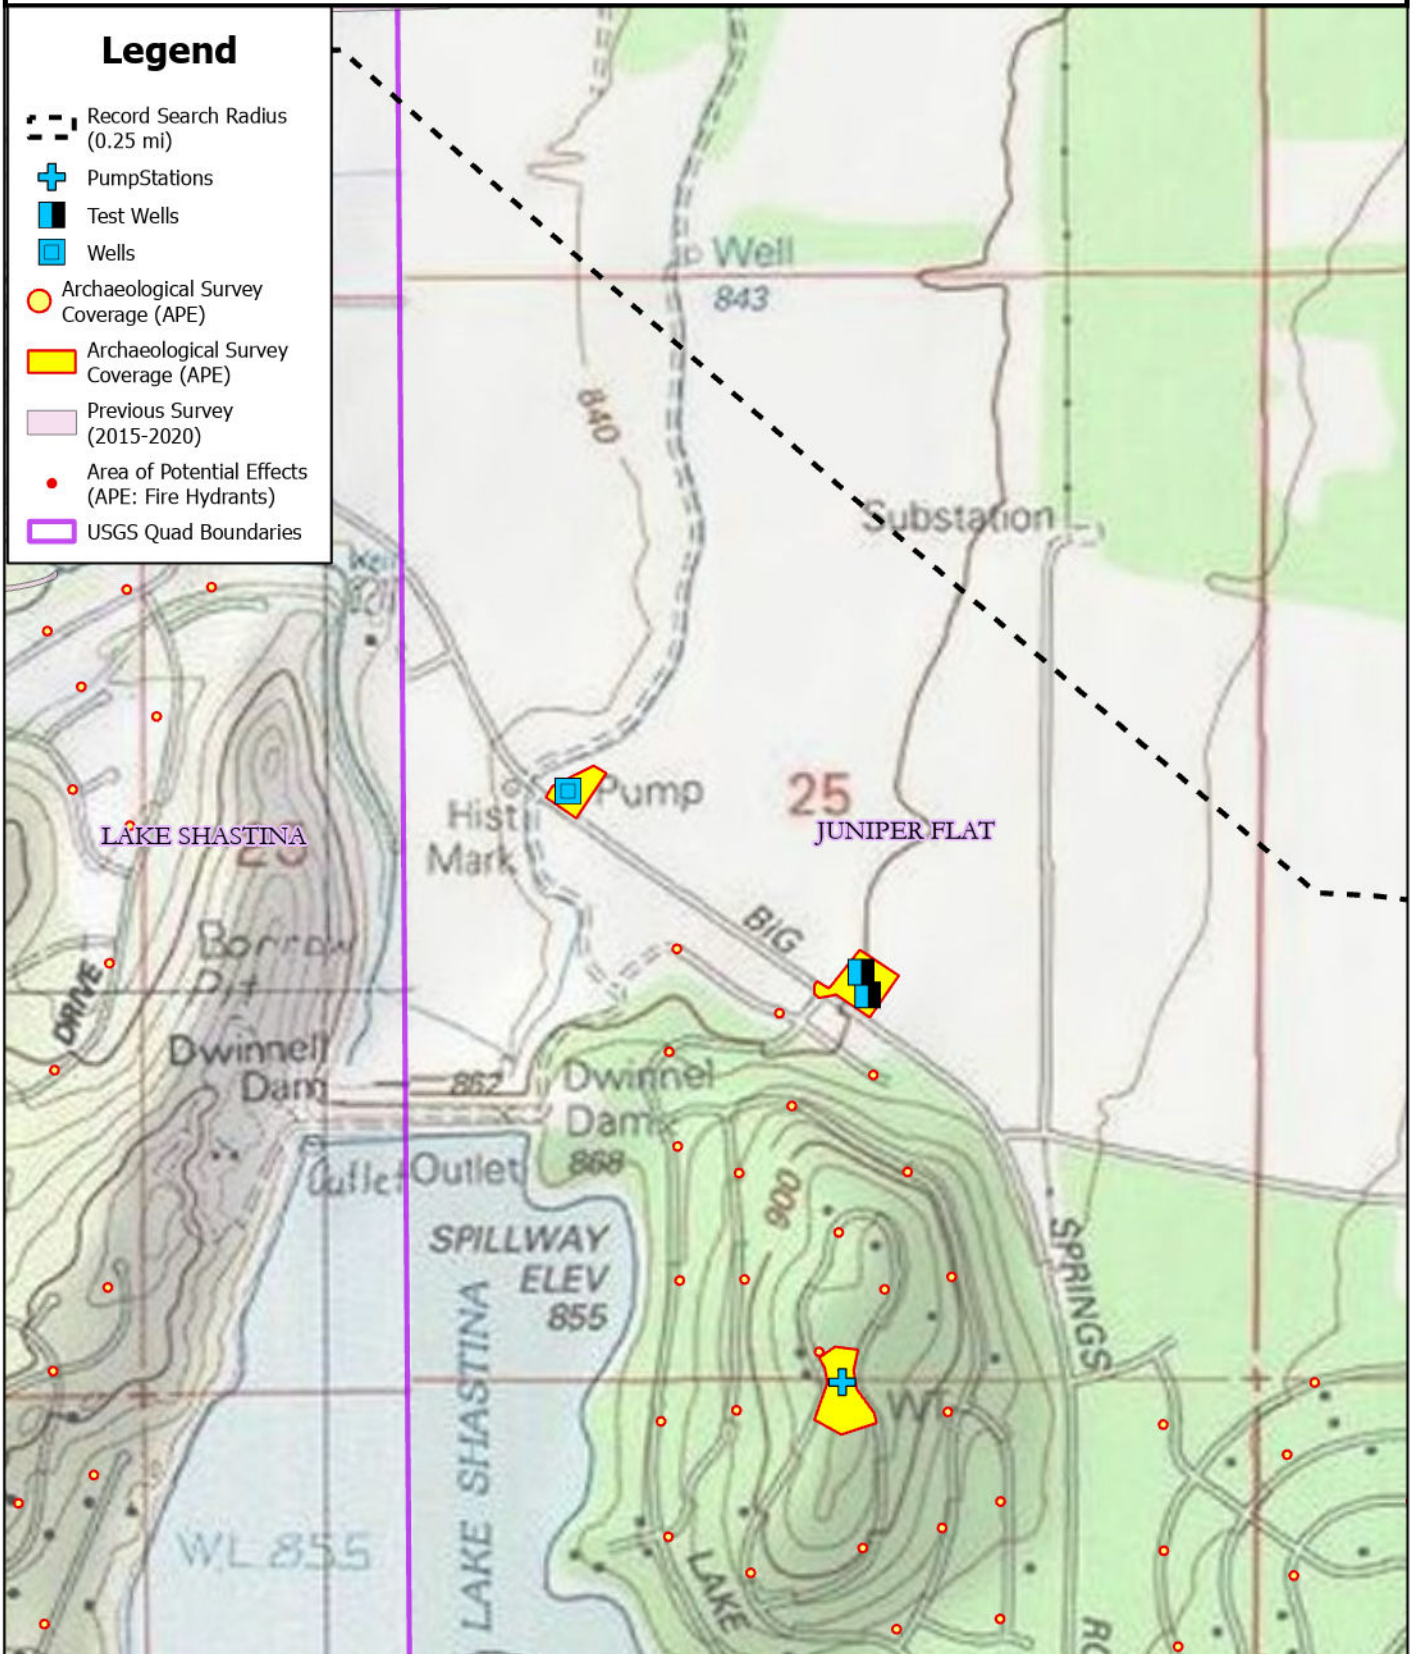 Legend
Record Search Radius
(0.25 mi)
PumpStations
Test Wells
Wells
Archaeological Survey
Coverage (APE)
Archaeological Survey
Coverage (APE)
Previous Survey
(2015-2020)
Area of Potential Effects
(APE: Fire Hydrants)
USGS Quad Boundaries
Well
843
840
Substation
Well
Pump
25
Hist
Mark
LAKE SHASTINA
JUNIPER FLAT
BIG
Borrow
Pit
DRIVE
Dwinnell
Dam
862
Dwinnel
Dam
868
Outlet
Outlet
900
SPILLWAY
ELEV
855
SPRINGS
LAKE SHASTINA
WL 855
LAKE